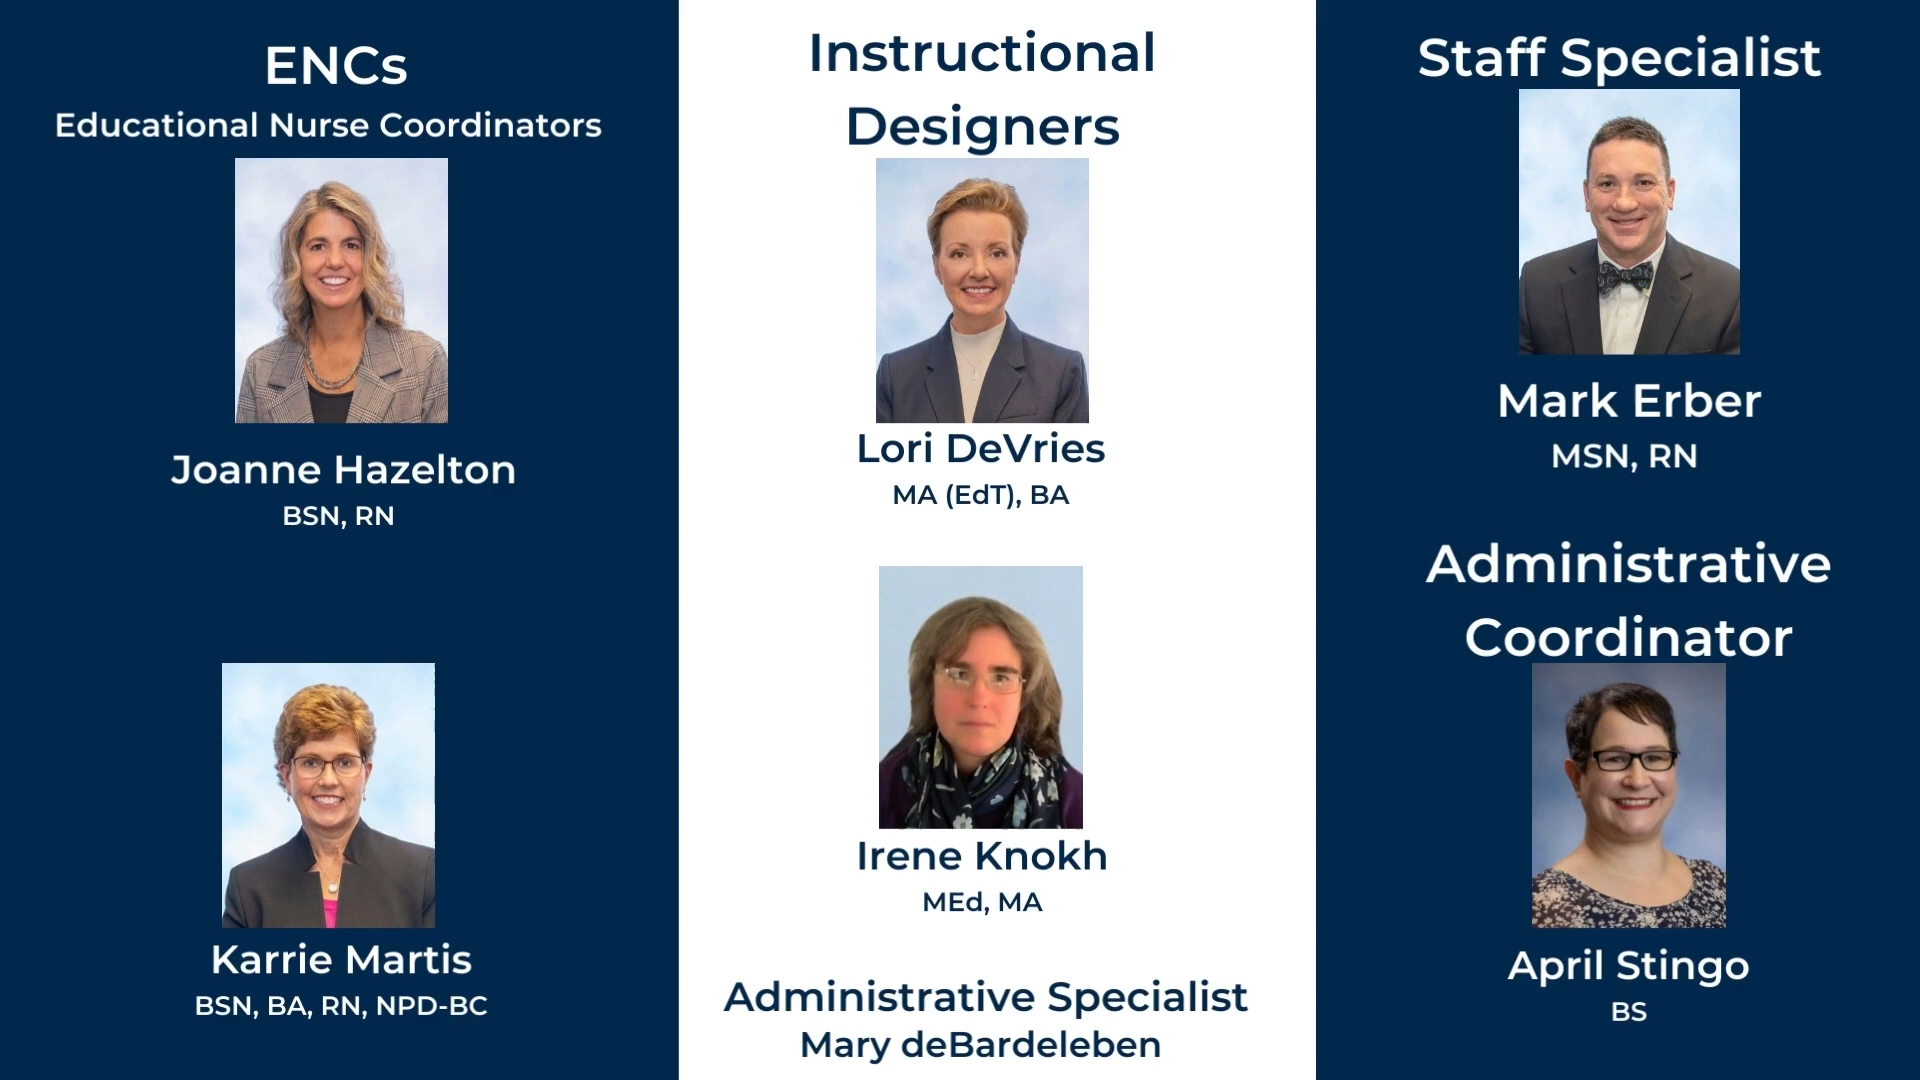 ENCs
Educational Nurse Coordinators
Joanne Hazelton
BSN, RN
Karrie Martis
BSN, BA, RN, NPD-BC
Instructional
Designers
Lori DeVries
MA (EdT), BA
Irene Knokh
MEd, MA
Administrative Specialist
Mary deBardeleben
Staff Specialist
Mark Erber
MSN, RN
Administrative
Coordinator
April Stingo
BS